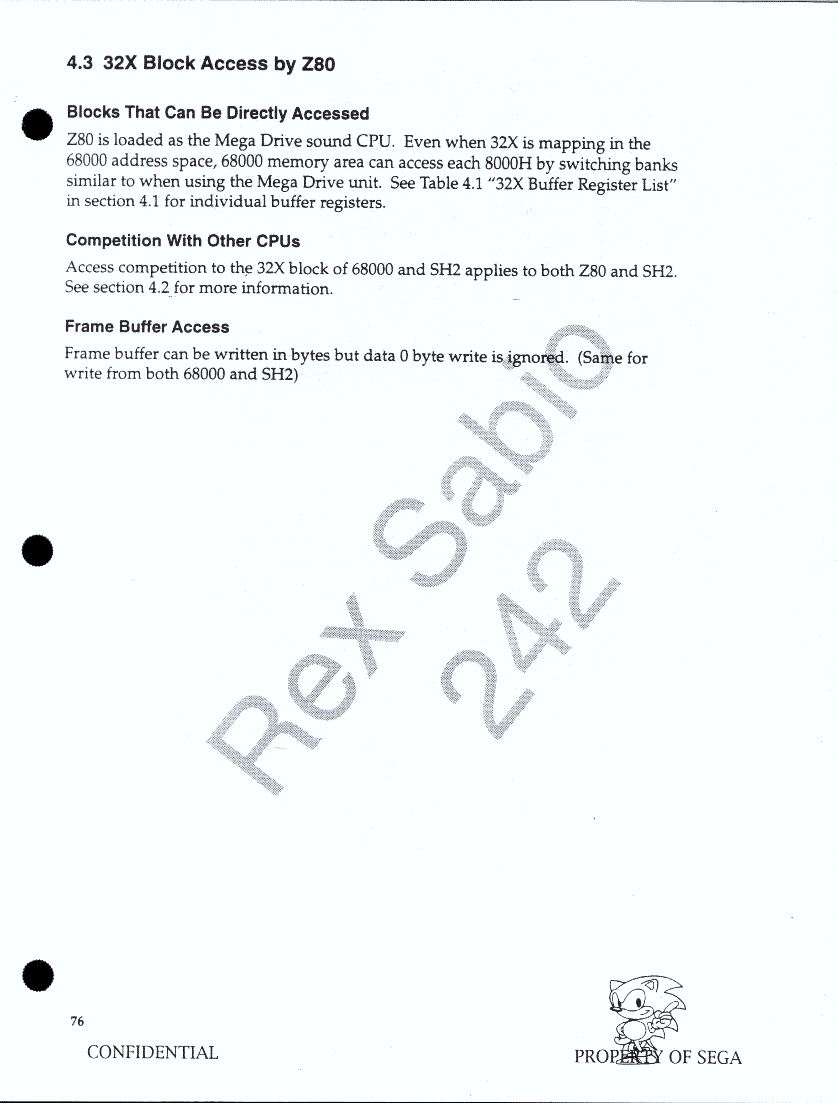 4.3 32X Block Access by Z80
Blocks That Can Be Directly Accessed
Z80 is loaded as the Mega Drive sound CPU. Even when 32X is mapping in the
68000 address space, 68000 memory area can access each 8000H by switching banks
similar to when using the Mega Drive unit. See Table 4.1 "32X Buffer Register List"
in section 4.1 for individual buffer registers.
Competition With Other CPUs
Access competition to the 32X block of 68000 and SH2 applies to both Z80 and SH2.
See section 4.2 for more information.
Frame Buffer Access
Frame buffer can be written in bytes but data 0 byte write is ignored. (Same for
write from both 68000 and SH2)
Rex Sabio
242
76
CONFIDENTIAL
PROPERTY OF SEGA